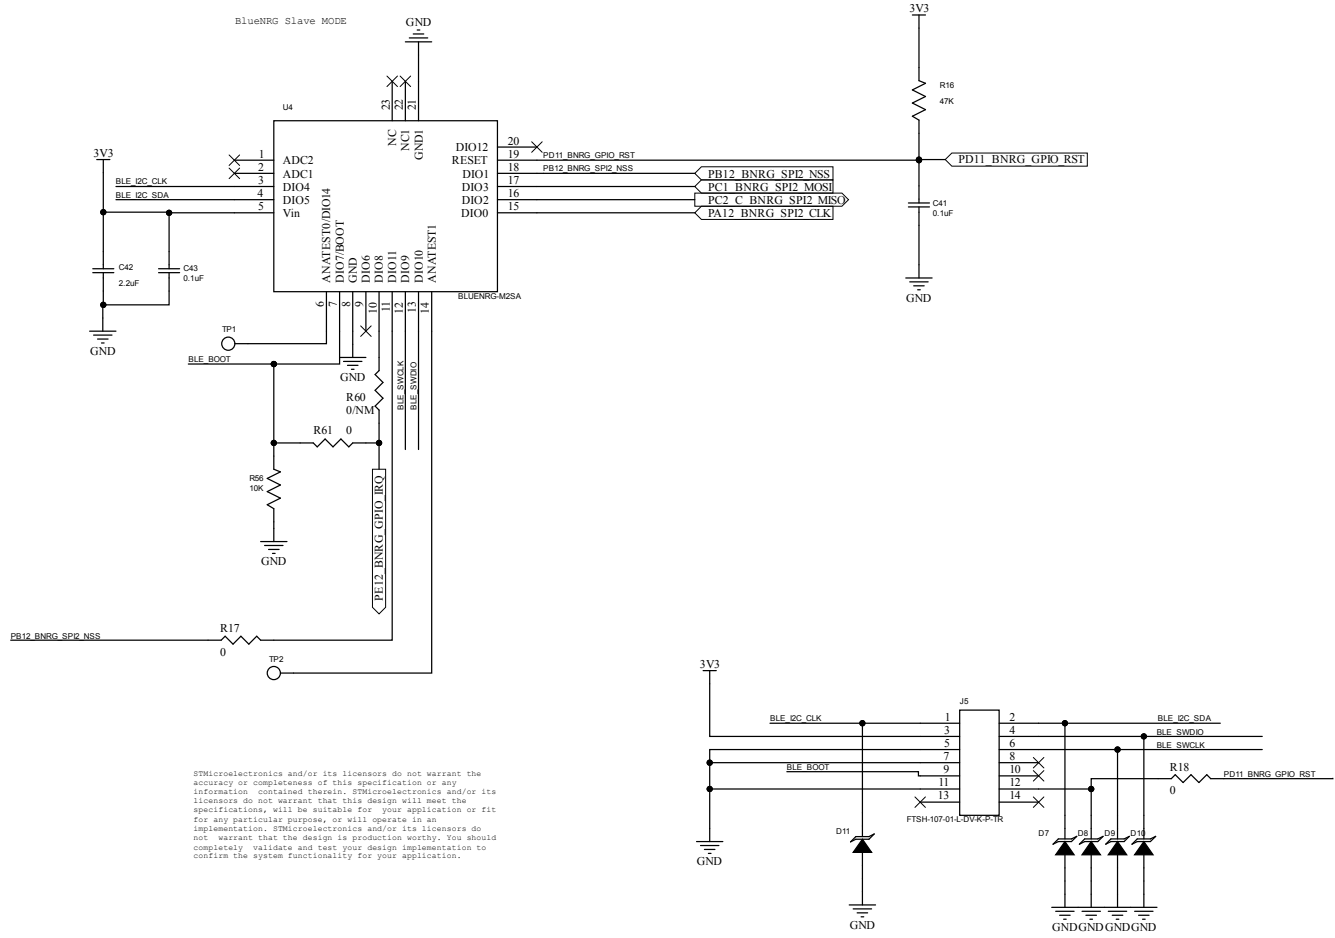 BlueNRG Slave MODE
GND
3V3
R16
47K
U4
23
22
21
NC
NC1
GND1
3V3
BLE_I2C_CLK
BLE_I2C_SDA
1
2
3
4
5
ADC2
ADC1
DIO4
DIO5
Vin
DIO12
RESET
DIO1
DIO3
DIO2
DIO0
20
19
18
17
16
15
PD11_BNRG_GPIO_RST
PB12_BNRG_SPI2_NSS
PD11_BNRG_GPIO_RST
PB12_BNRG_SPI2_NSS
PC1_BNRG_SPI2_MOSI
PC2_C_BNRG_SPI2_MISO
PA12_BNRG_SPI2_CLK
C41
0.1uF
GND
C42
2.2uF
C43
0.1uF
GND
ANATEST0/DIO14
DIO7/BOOT
GND
DIO6
DIO8
DIO11
DIO9
DIO10
ANATEST1
BLUENRG-M2SA
6
7
8
9
10
11
12
13
14
TP1
BLE_BOOT
GND
R60
0/NM
BLE_SWCLK
BLE_SWDIO
R61 0
R56
10K
GND
PE12_BNRG_GPIO_IRQ
PB12_BNRG_SPI2_NSS
R17
0
TP2
3V3
J5
BLE_I2C_CLK
BLE_BOOT
1
3
5
7
9
11
13
2
4
6
8
10
12
14
BLE_I2C_SDA
BLE_SWDIO
BLE_SWCLK
R18
0
PD11_BNRG_GPIO_RST
FTSH-107-01-L-DV-K-P-TR
D11
D7
D8
D9
D10
GND
GND
GND
GND
GND
GND
STMicroelectronics and/or its licensors do not warrant the
accuracy or completeness of this specification or any
information contained therein. STMicroelectronics and/or its
licensors do not warrant that this design will meet the
specifications, will be suitable for your application or fit
for any particular purpose, or will operate in an
implementation. STMicroelectronics and/or its licensors do
not warrant that the design is production worthy. You should
completely validate and test your design implementation to
confirm the system functionality for your application.